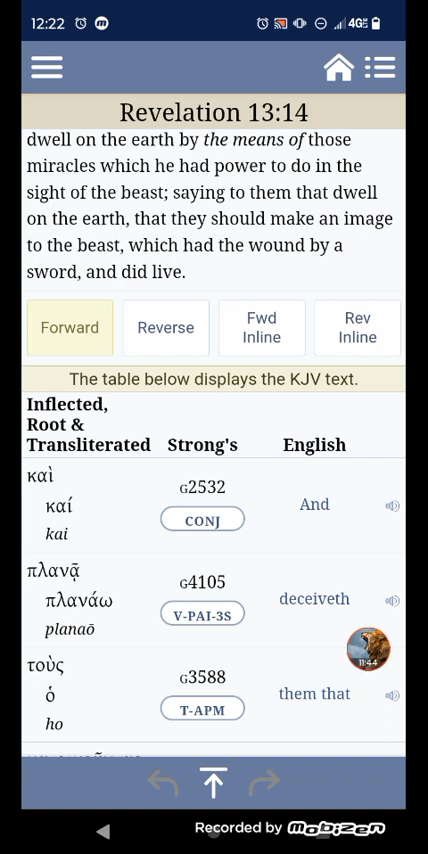 12:22
4G
Revelation 13:14
dwell on the earth by the means of those
miracles which he had power to do in the
sight of the beast; saying to them that dwell
on the earth, that they should make an image
to the beast, which had the wound by a
sword, and did live.
Forward
Reverse
Fwd
Inline
Rev
Inline
The table below displays the KJV text.
Inflected,
Root &
Transliterated
Strong's
English
καὶ
καί
kai
G2532
CONJ
And
πλανᾷ
πλανάω
planaō
G4105
V-PAI-3S
deceiveth
11:44
τοὺς
ὁ
ho
G3588
T-APM
them that
Recorded by Mobizen